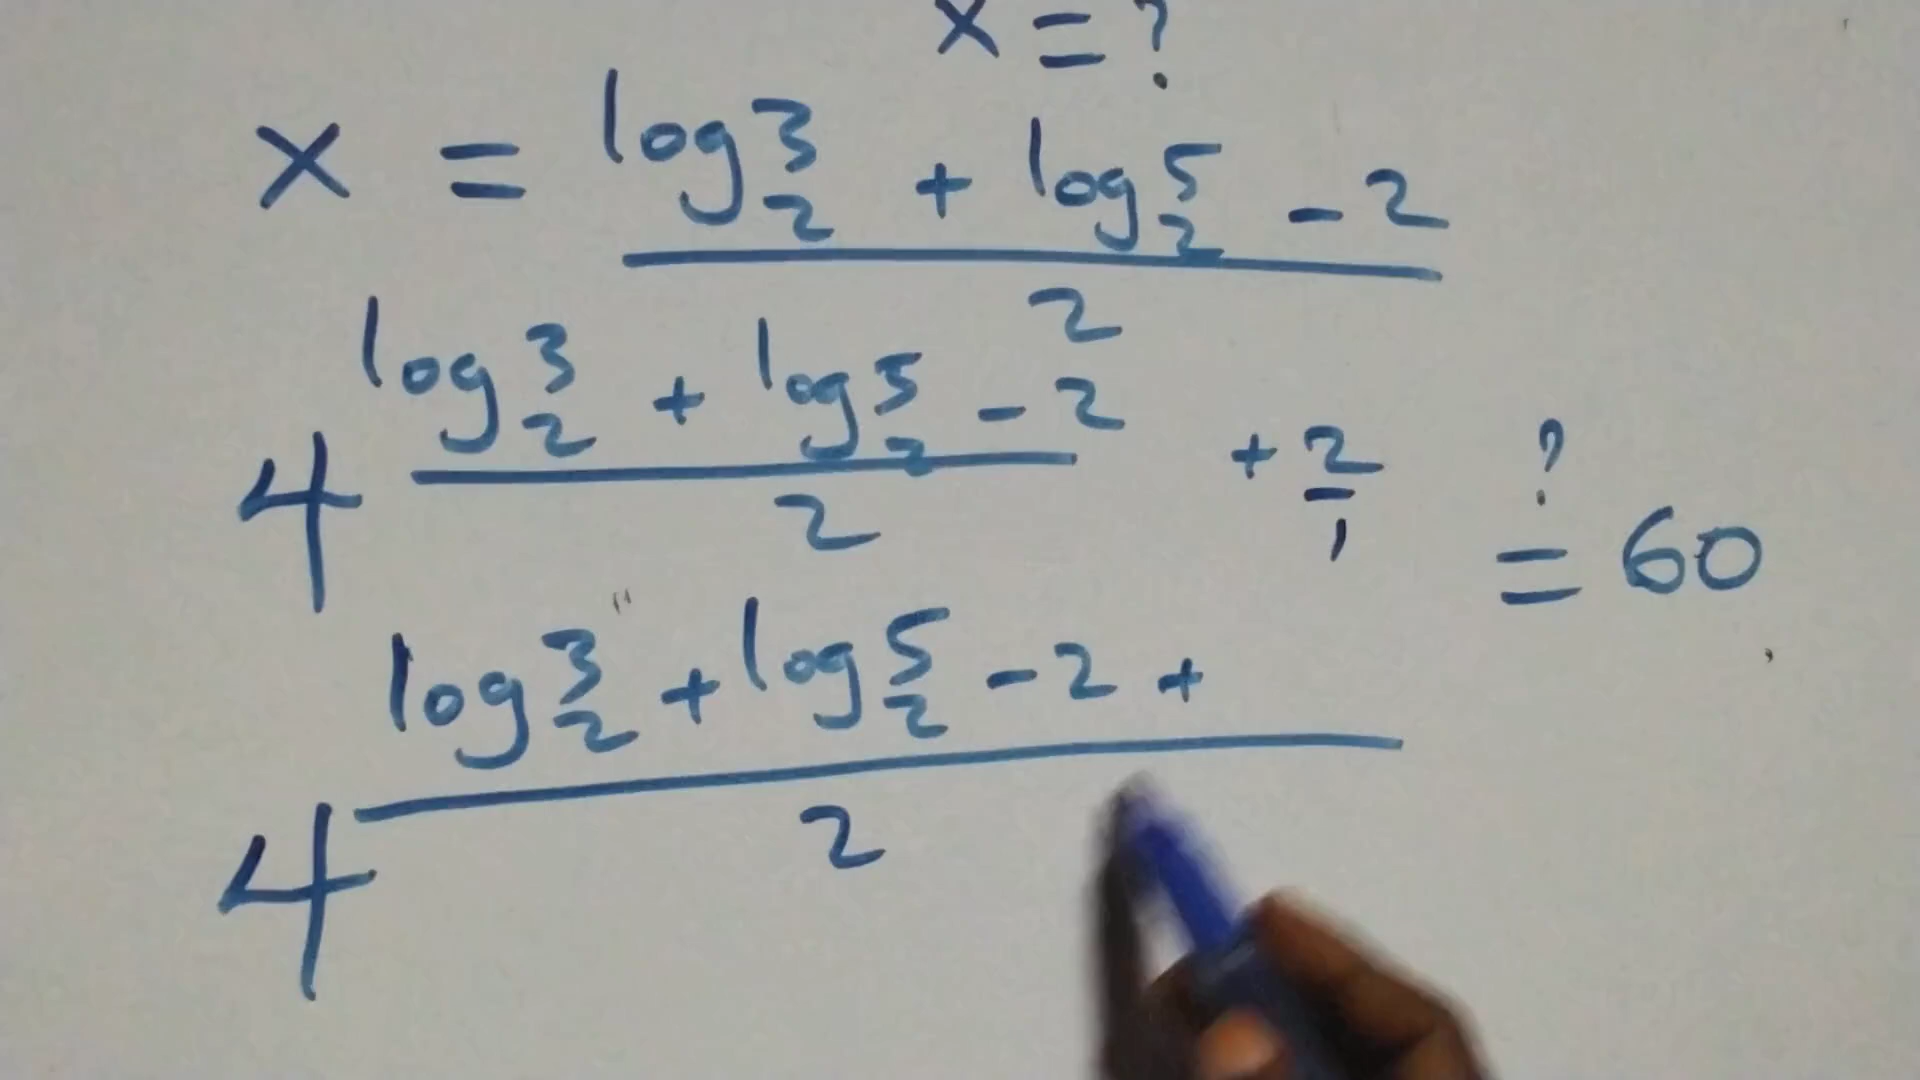 x = ?
x = log₂3 + log₂5 - 2
2
log₂3 + log₂5 - 2
4 + 2/1 ?= 60
2
log₂3 + log₂5 - 2 +
4
2